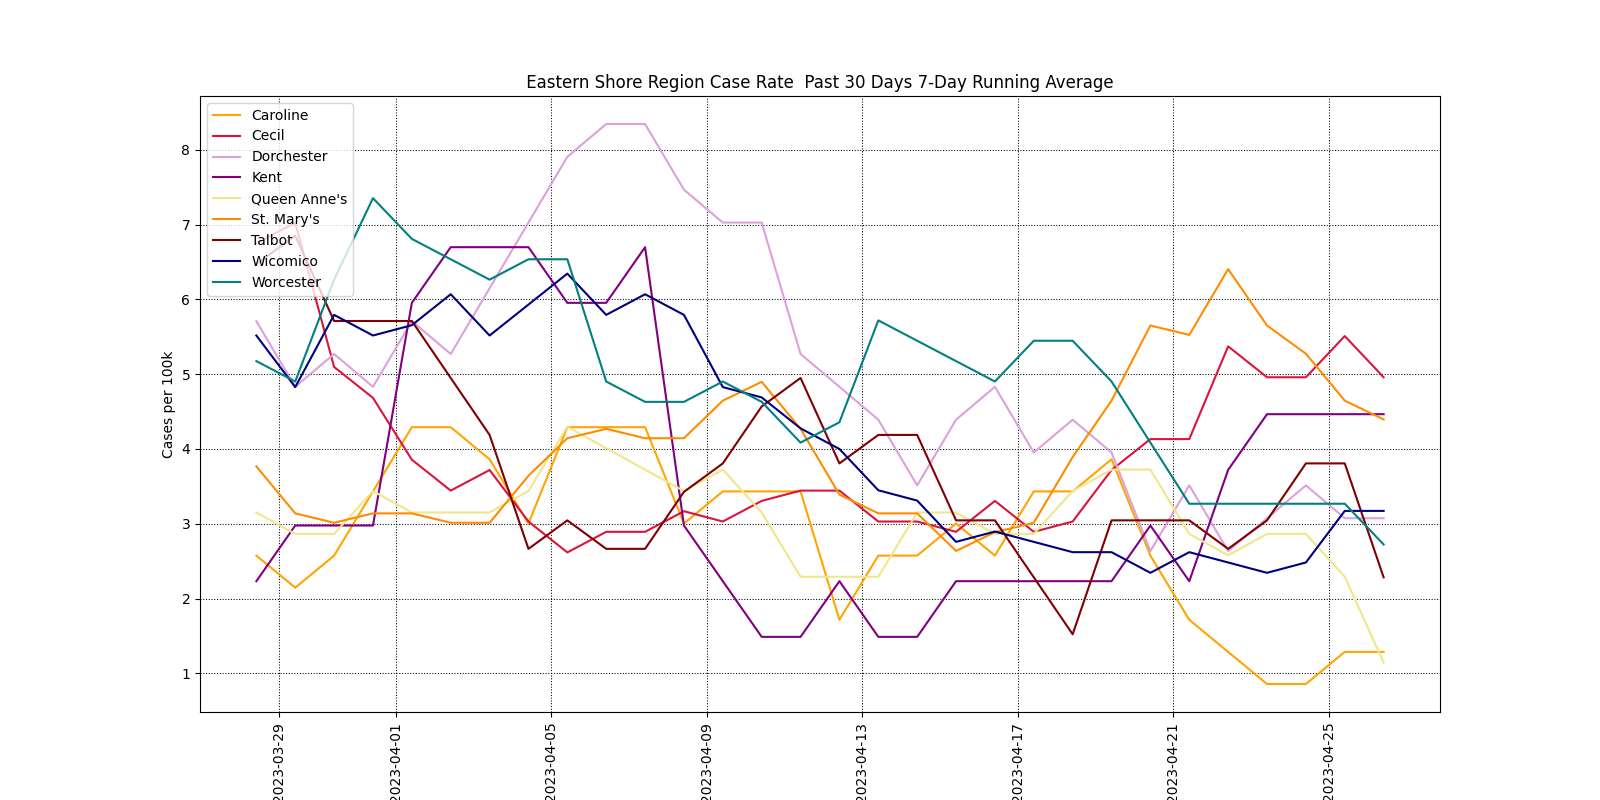 Eastern Shore Region Case Rate  Past 30 Days 7-Day Running Average
Caroline
Cecil
Dorchester
Kent
Queen Anne's
St. Mary's
Talbot
Wicomico
Worcester
Cases per 100k
8
7
6
5
4
3
2
1
2023-03-29
2023-04-01
2023-04-05
2023-04-09
2023-04-13
2023-04-17
2023-04-21
2023-04-25